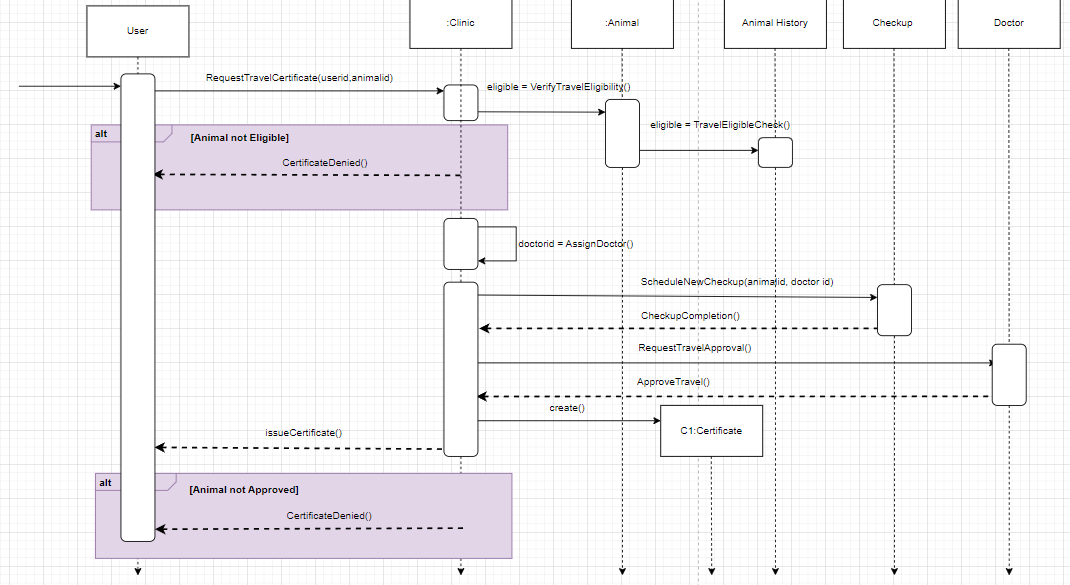 User
:Clinic
:Animal
Animal History
Checkup
Doctor
RequestTravelCertificate(userid,animalid)
eligible = VerifyTravelEligibility()
eligible = TravelEligibleCheck()
alt
[Animal not Eligible]
CertificateDenied()
doctorid = AssignDoctor()
ScheduleNewCheckup(animalid, doctor id)
CheckupCompletion()
RequestTravelApproval()
ApproveTravel()
create()
C1:Certificate
issueCertificate()
alt
[Animal not Approved]
CertificateDenied()